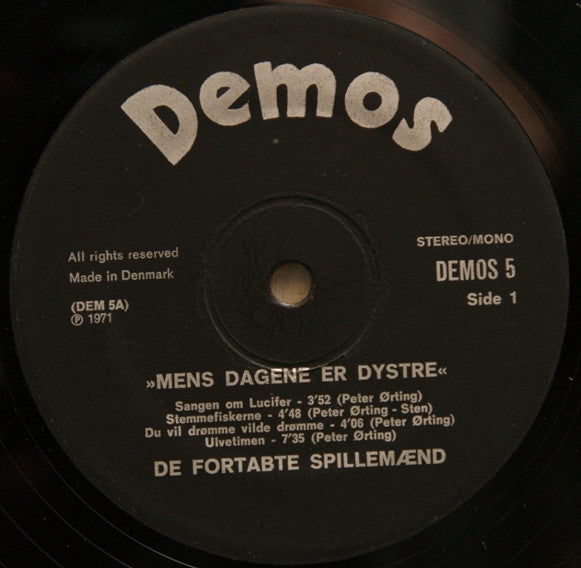 Demos
All rights reserved
Made in Denmark
(DEM 5A)
℗ 1971
STEREO/MONO
DEMOS 5
Side 1
»MENS DAGENE ER DYSTRE«
Sangen om Lucifer - 3'52 (Peter Ørting)
Stemmefiskerne - 4'48 (Peter Ørting - Sten)
Du vil drømme vilde drømme - 4'06 (Peter Ørting)
Ulvetimen - 7'35 (Peter Ørting)
DE FORTABTE SPILLEMÆND